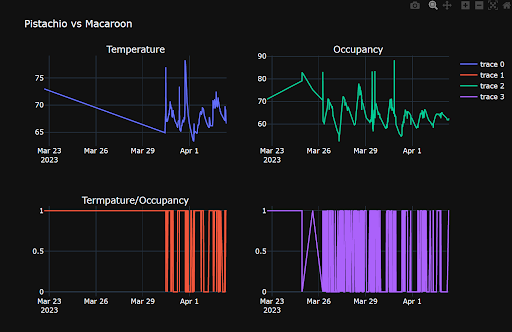 Pistachio vs Macaroon
Temperature
Occupancy
trace 0
trace 1
trace 2
trace 3
75
70
65
Mar 23
2023
Mar 26
Mar 29
Apr 1
90
80
70
60
Mar 23
2023
Mar 26
Mar 29
Apr 1
Termpature/Occupancy
1
0.5
0
Mar 23
2023
Mar 26
Mar 29
Apr 1
1
0.5
0
Mar 23
2023
Mar 26
Mar 29
Apr 1